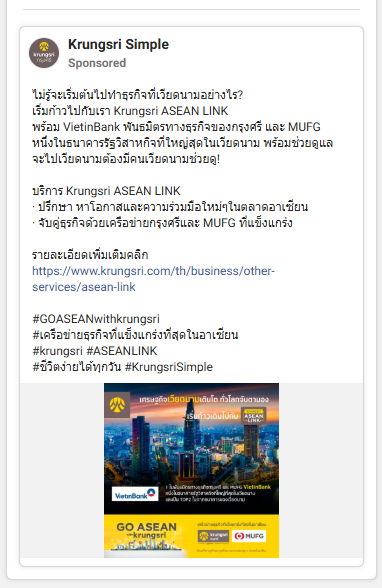 Krungsri Simple
Sponsored
krungsri
กรุงศรี
ไม่รู้จะเริ่มต้นไปทำธุรกิจที่เวียดนามอย่างไร?
เริ่มก้าวไปกับเรา Krungsri ASEAN LINK
พร้อม VietinBank พันธมิตรทางธุรกิจของกรุงศรี และ MUFG
หนึ่งในธนาคารรัฐวิสาหกิจที่ใหญ่สุดในเวียดนาม พร้อมช่วยดูแล
จะไปเวียดนามต้องมีคนเวียดนามช่วยดู!
บริการ Krungsri ASEAN LINK
· ปรึกษา หาโอกาสและความร่วมมือใหม่ๆในตลาดอาเซียน
· จับคู่ธุรกิจด้วยเครือข่ายกรุงศรีและ MUFG ที่แข็งแกร่ง
รายละเอียดเพิ่มเติมคลิก
https://www.krungsri.com/th/business/other-
services/asean-link
#GOASEANwithkrungsri
#เครือข่ายธุรกิจที่แข็งแกร่งที่สุดในอาเซียน
#krungsri #ASEANLINK
#ชีวิตง่ายได้ทุกวัน #KrungsriSimple
เศรษฐกิจเวียดนามเติบโต ทั่วโลกจับตามอง
เริ่มก้าวเติบโตไปกับ
ASEAN
LINK
VietinBank
GO ASEAN
with krungsri
krungsri
MUFG